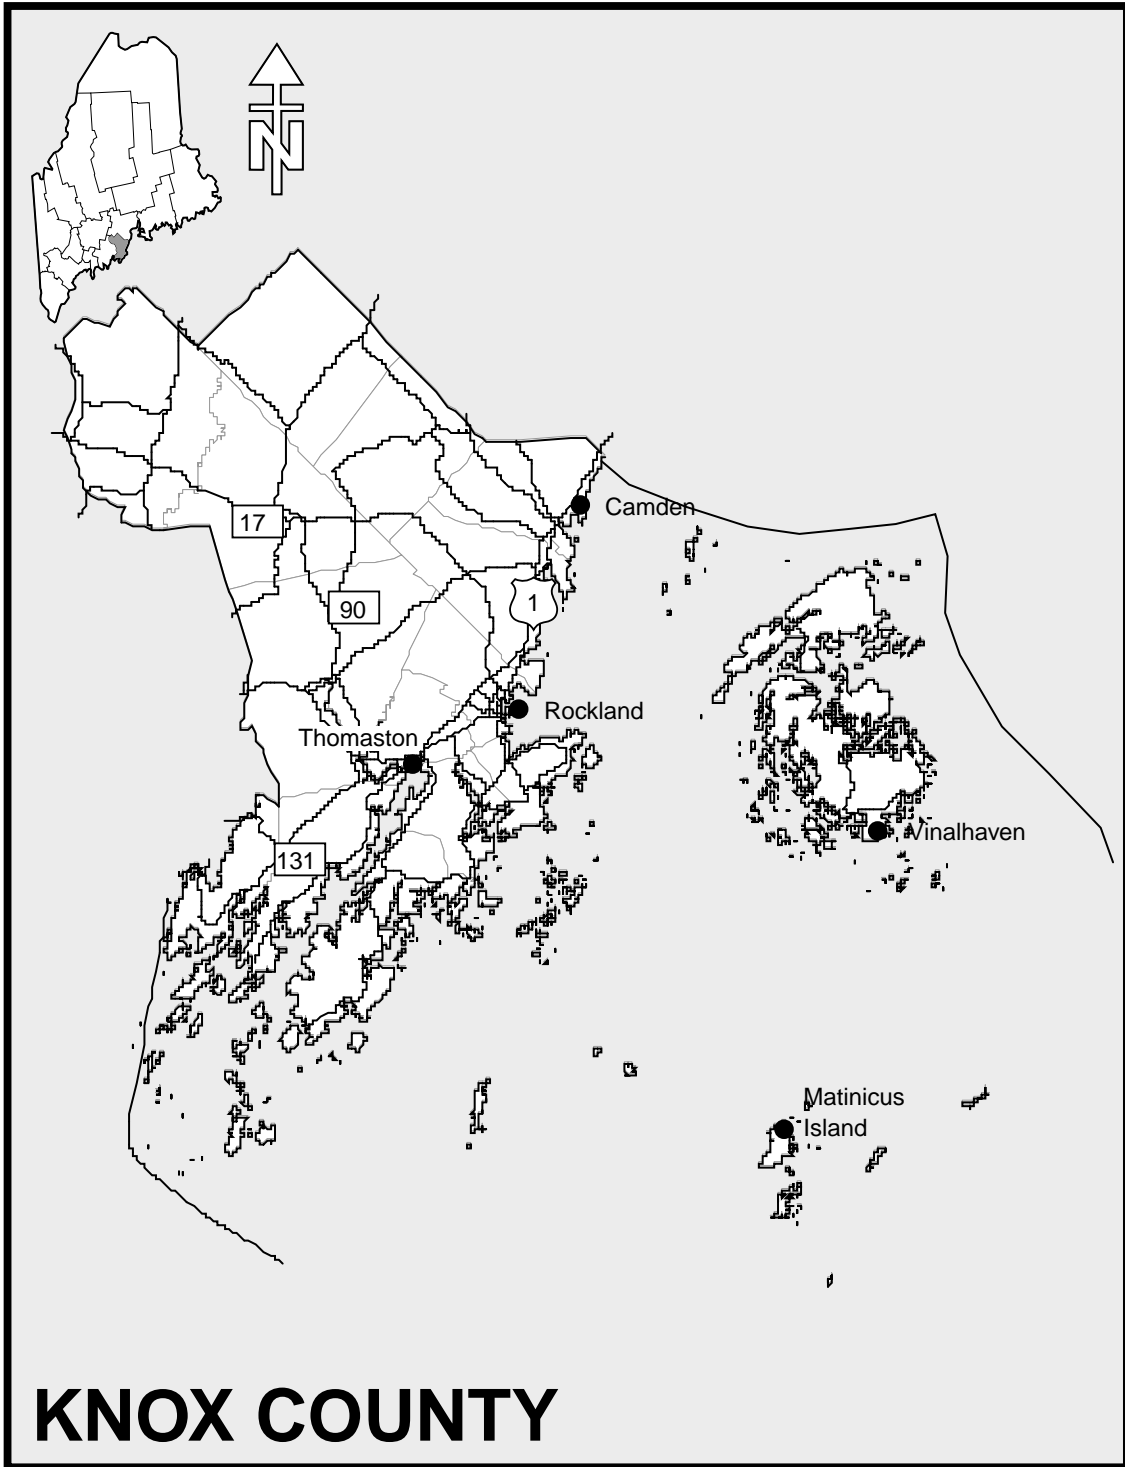 N
Camden
17
90
1
Rockland
Thomaston
Vinalhaven
131
Matinicus
Island
KNOX COUNTY